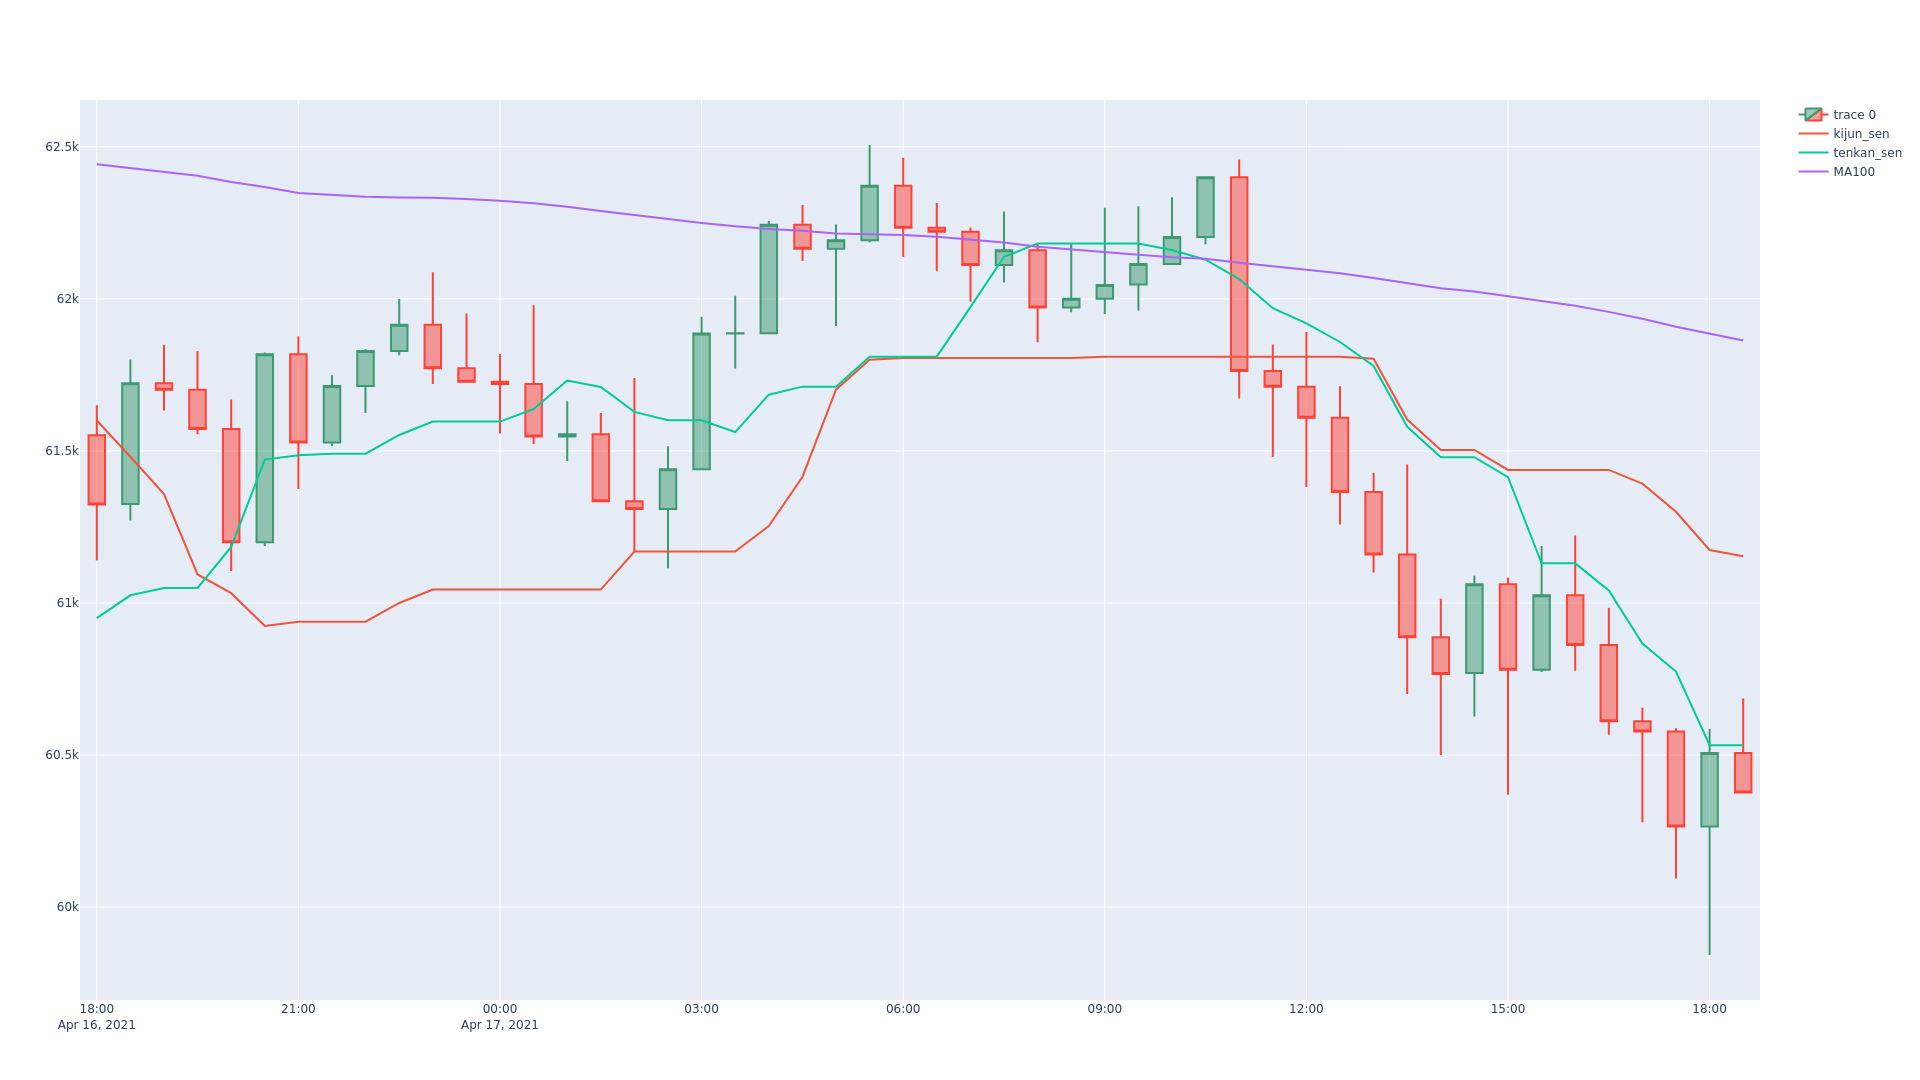 trace 0
kijun_sen
tenkan_sen
MA100
62.5k
62k
61.5k
61k
60.5k
60k
18:00 21:00 00:00 03:00 06:00 09:00 12:00 15:00 18:00
Apr 16, 2021 Apr 17, 2021